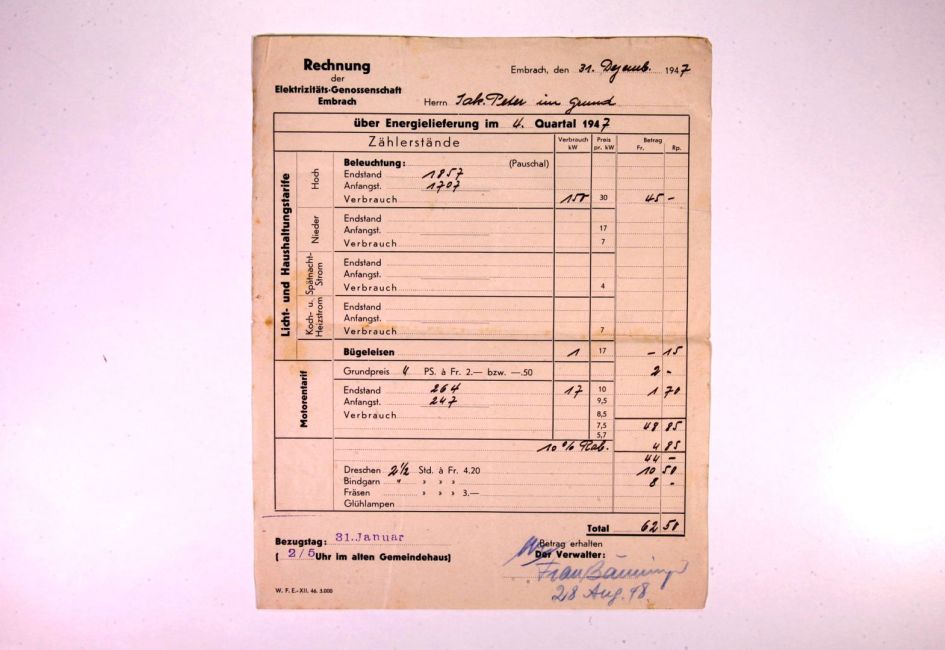 Rechnung
der
Elektrizitäts-Genossenschaft
Embrach
Embrach, den 31. Dezemb. 1947
Herrn Jak. Peter im Grund
über Energielieferung im 4. Quartal 1947
Zählerstände Verbrauch kW Preis pr. kW Betrag Fr. Rp.
Licht- und Haushaltungstarife
Hoch
Beleuchtung: (Pauschal)
Endstand 1857
Anfangst. 1707
Verbrauch 150 30 45 -
Nieder
Endstand
Anfangst. 17
Verbrauch 7
Spätnacht-Strom
Endstand
Anfangst.
Verbrauch 4
Koch- u. Heizstrom
Endstand
Anfangst.
Verbrauch 7
Bügeleisen 1 17 - 15
Motorentarif
Grundpreis 4 PS. à Fr. 2.— bzw. —.50 2 -
Endstand 264 17 10 1 70
Anfangst. 247 9,5
Verbrauch 8,5
7,5 48 85
5,7
10 % Rab. 4 85
44 -
Dreschen 2½ Std. à Fr. 4.20 10 50
Bindgarn " » » » 8 -
Fräsen » » » 3.—
Glühlampen
Total 62 50
Bezugstag: 31.Januar
( 2/5 Uhr im alten Gemeindehaus)
Betrag erhalten
Der Verwalter:
Frau Bänninger
28 Aug. 48.
W. F. E.-XII. 46. 3.000